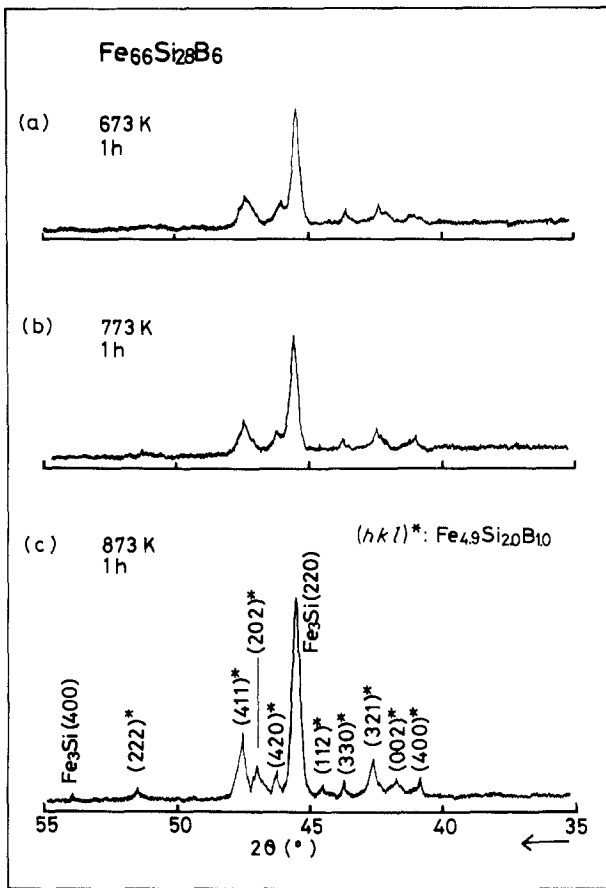 Fe66Si28B6
(a) 673 K
1h
(b) 773 K
1h
(c) 873 K
1h
(hkl)*: Fe4.9Si2.0B1.0
Fe3Si(400)
(222)*
(411)*
(202)*
(420)*
Fe3Si(220)
(112)*
(330)*
(321)*
(002)*
(400)*
55 50 45 40 35
2θ (°)